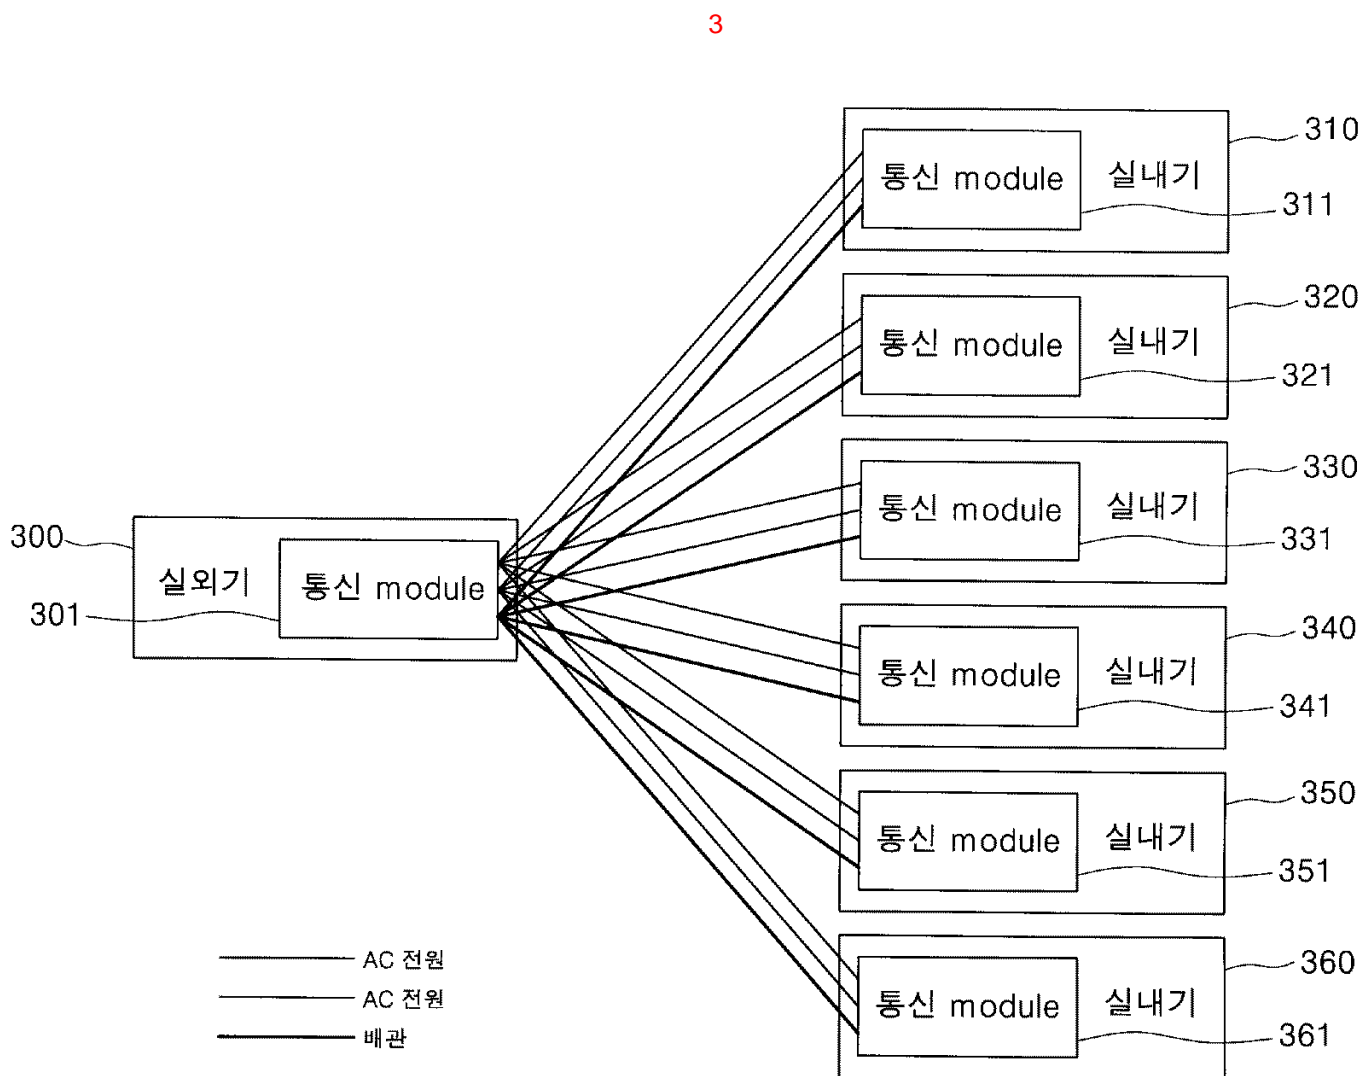 3
310
통신 module
실내기
311
320
통신 module
실내기
321
330
통신 module
실내기
331
300
실외기
통신 module
301
340
통신 module
실내기
341
350
통신 module
실내기
351
360
통신 module
실내기
361
AC 전원
AC 전원
배관